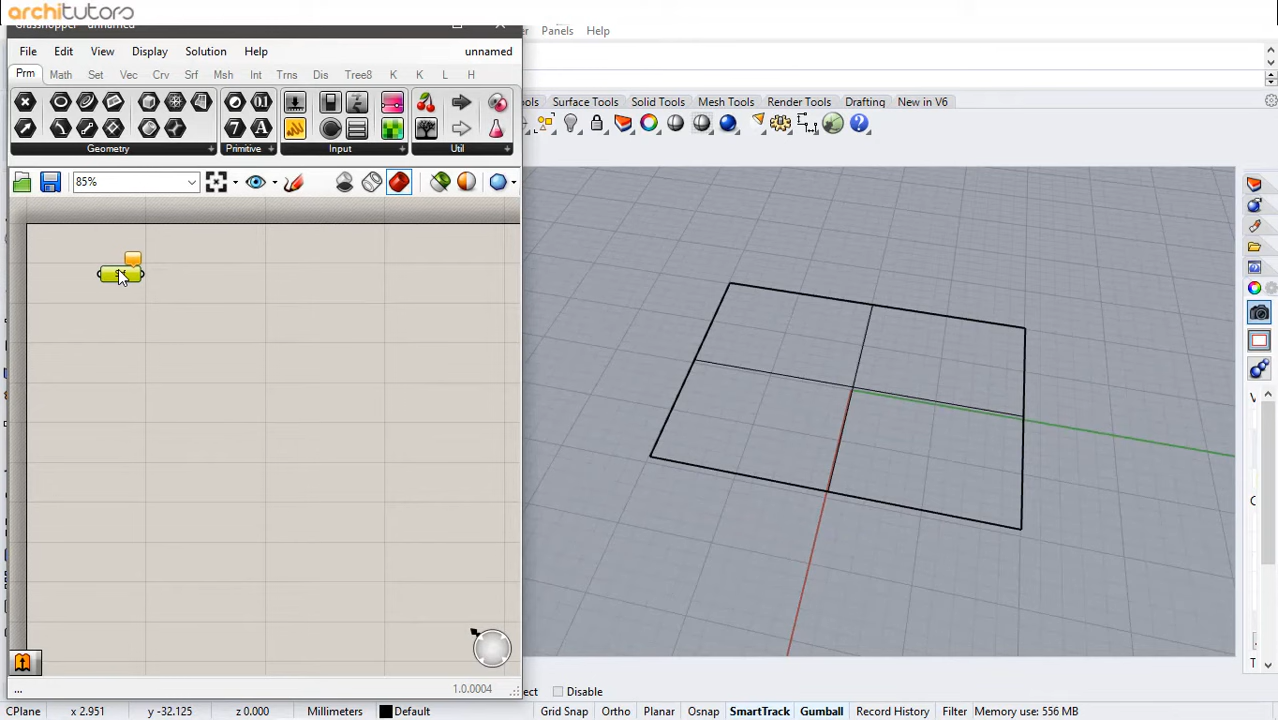 architutors
Panels Help
File Edit View Display Solution Help unnamed
Prm Math Set Vec Crv Srf Msh Int Trns Dis Tree8 K K L H
Surface Tools Solid Tools Mesh Tools Render Tools Drafting New in V6
Geometry Primitive Input Util
85%
...
1.0.0004
Disable
CPlane x 2.951 y -32.125 z 0.000 Millimeters Default Grid Snap Ortho Planar Osnap SmartTrack Gumball Record History Filter Memory use: 556 MB